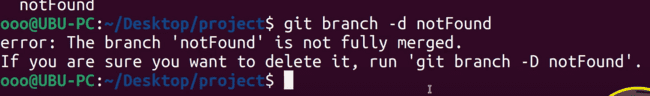 notFound
ooo@UBU-PC:~/Desktop/project$ git branch -d notFound
error: The branch 'notFound' is not fully merged.
If you are sure you want to delete it, run 'git branch -D notFound'.
ooo@UBU-PC:~/Desktop/project$